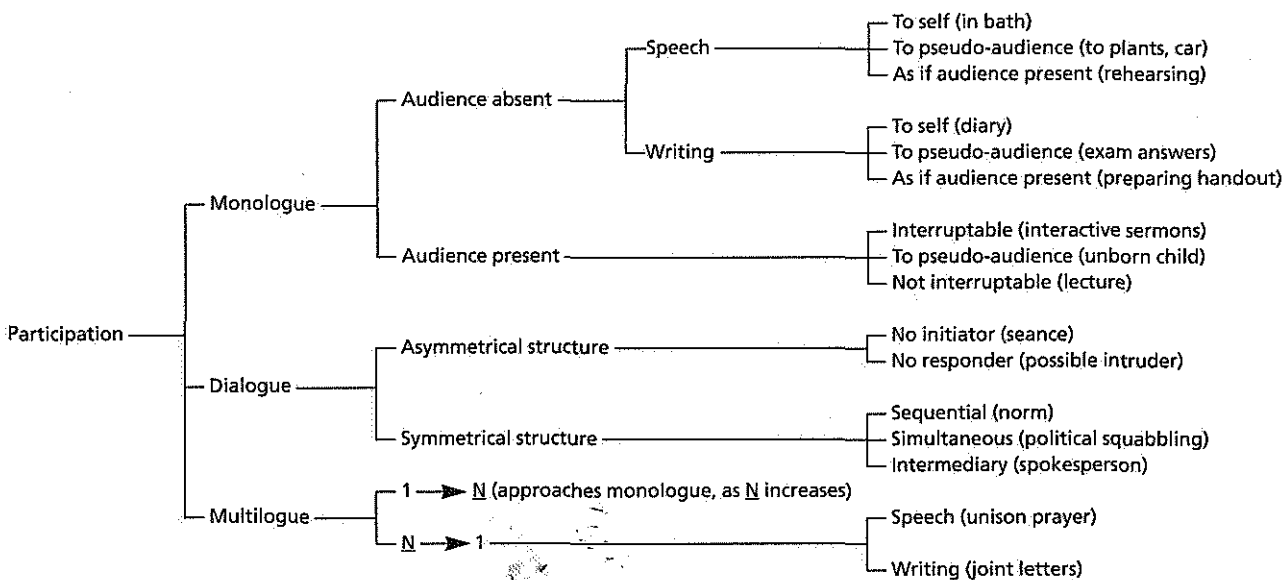 To self (in bath)
Speech
To pseudo-audience (to plants, car)
As if audience present (rehearsing)
Audience absent
To self (diary)
Writing
To pseudo-audience (exam answers)
As if audience present (preparing handout)
Monologue
Interruptable (interactive sermons)
Audience present
To pseudo-audience (unborn child)
Not interruptable (lecture)
Participation
No initiator (seance)
Asymmetrical structure
No responder (possible intruder)
Dialogue
Sequential (norm)
Symmetrical structure
Simultaneous (political squabbling)
Intermediary (spokesperson)
1 → N (approaches monologue, as N increases)
Multilogue
Speech (unison prayer)
N → 1
Writing (joint letters)